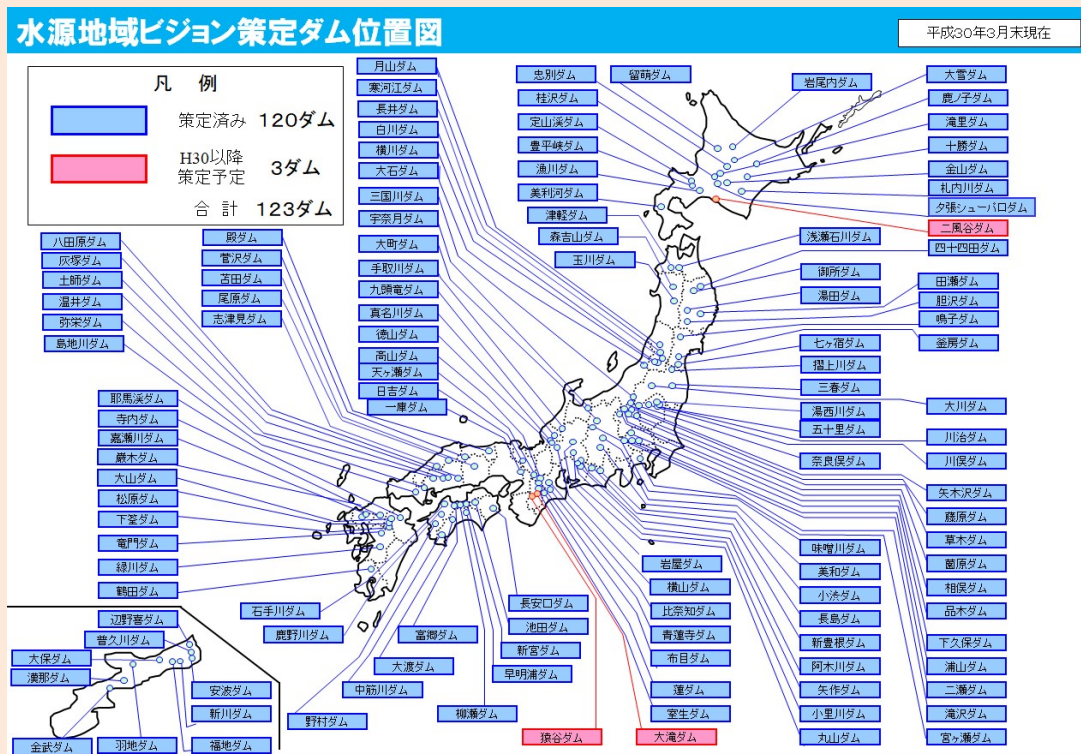 水源地域ビジョン策定ダム位置図
平成30年3月末現在
凡 例
策定済み 120ダム
H30以降
策定予定 3ダム
合 計 123ダム
月山ダム
寒河江ダム
長井ダム
白川ダム
横川ダム
大石ダム
三国川ダム
宇奈月ダム
大町ダム
手取川ダム
九頭竜ダム
真名川ダム
徳山ダム
高山ダム
天ヶ瀬ダム
日吉ダム
一庫ダム
忠別ダム
桂沢ダム
定山渓ダム
豊平峡ダム
漁川ダム
美利河ダム
津軽ダム
森吉山ダム
玉川ダム
留萌ダム
岩尾内ダム
大雪ダム
鹿ノ子ダム
滝里ダム
十勝ダム
金山ダム
札内川ダム
夕張シューパロダム
二風谷ダム
四十四田ダム
浅瀬石川ダム
御所ダム
湯田ダム
田瀬ダム
胆沢ダム
鳴子ダム
釜房ダム
七ヶ宿ダム
摺上川ダム
三春ダム
湯西川ダム
五十里ダム
奈良俣ダム
大川ダム
川治ダム
川俣ダム
矢木沢ダム
藤原ダム
草木ダム
薗原ダム
相俣ダム
品木ダム
下久保ダム
浦山ダム
二瀬ダム
滝沢ダム
宮ヶ瀬ダム
味噌川ダム
美和ダム
小渋ダム
長島ダム
新豊根ダム
阿木川ダム
矢作ダム
小里川ダム
丸山ダム
岩屋ダム
横山ダム
比奈知ダム
青蓮寺ダム
布目ダム
蓮ダム
室生ダム
大滝ダム
猿谷ダム
八田原ダム
灰塚ダム
土師ダム
温井ダム
弥栄ダム
島地川ダム
殿ダム
菅沢ダム
苫田ダム
尾原ダム
志津見ダム
耶馬渓ダム
寺内ダム
嘉瀬川ダム
厳木ダム
大山ダム
松原ダム
下筌ダム
竜門ダム
緑川ダム
鶴田ダム
石手川ダム
鹿野川ダム
野村ダム
中筋川ダム
大渡ダム
富郷ダム
柳瀬ダム
早明浦ダム
新宮ダム
池田ダム
長安口ダム
辺野喜ダム
普久川ダム
大保ダム
漢那ダム
金武ダム
羽地ダム
福地ダム
新川ダム
安波ダム